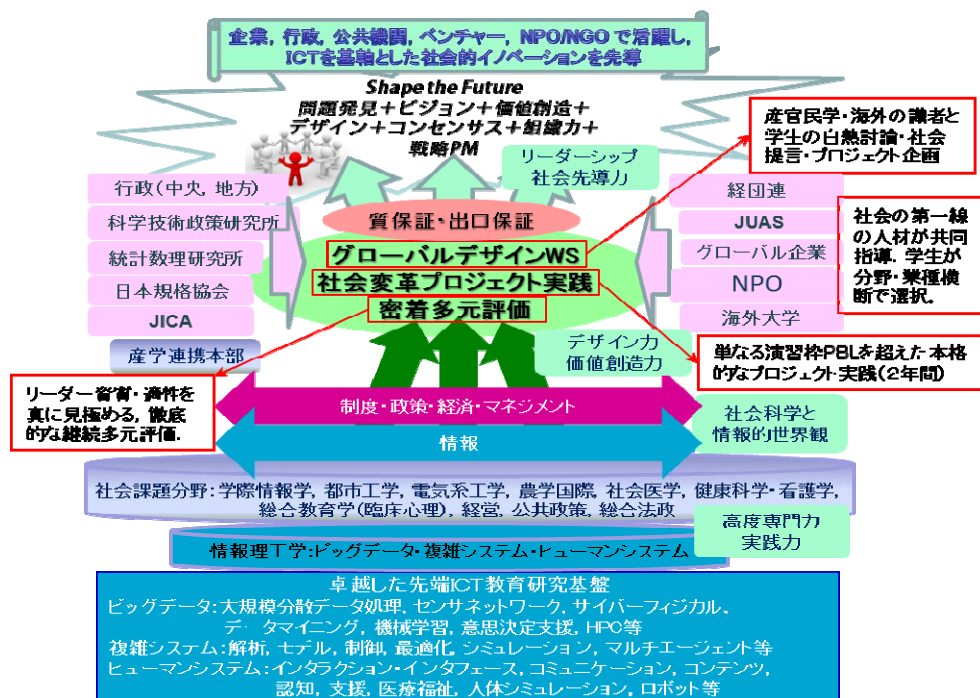 企業, 行政, 公共機関, ベンチャー, NPO/NGO で活躍し,
ICTを基軸とした社会的イノベーションを先導
Shape the Future
問題発見＋ビジョン＋価値創造＋
デザイン＋コンセンサス＋組織力＋
戦略PM
リーダーシップ
社会先導力
産官民学・海外の識者と
学生の白熱討論・社会
提言・プロジェクト企画
行政(中央, 地方)
科学技術政策研究所
統計数理研究所
日本規格協会
JICA
産学連携本部
質保証・出口保証
グローバルデザインWS
社会変革プロジェクト実践
密着多元評価
経団連
JUAS
グローバル企業
NPO
海外大学
社会の第一線
の人材が共同
指導. 学生が
分野・業種横
断で選択.
デザイン力
価値創造力
単なる演習枠PBLを超えた本格
的なプロジェクト実践(2年間)
リーダー資質・適性を
真に見極める, 徹底
的な継続多元評価.
制度・政策・経済・マネジメント
情報
社会科学と
情報的世界観
社会課題分野：学際情報学, 都市工学, 電気系工学, 農学国際, 社会医学, 健康科学・看護学,
総合教育学(臨床心理), 経営, 公共政策, 総合法政
高度専門力
実践力
情報理工学：ビッグデータ・複雑システム・ヒューマンシステム
卓越した先端ICT教育研究基盤
ビッグデータ：大規模分散データ処理, センサネットワーク, サイバーフィジカル,
データマイニング, 機械学習, 意思決定支援, HPC等
複雑システム：解析, モデル, 制御, 最適化, シミュレーション, マルチエージェント等
ヒューマンシステム：インタラクション・インタフェース, コミュニケーション, コンテンツ,
認知, 支援, 医療福祉, 人体シミュレーション, ロボット等